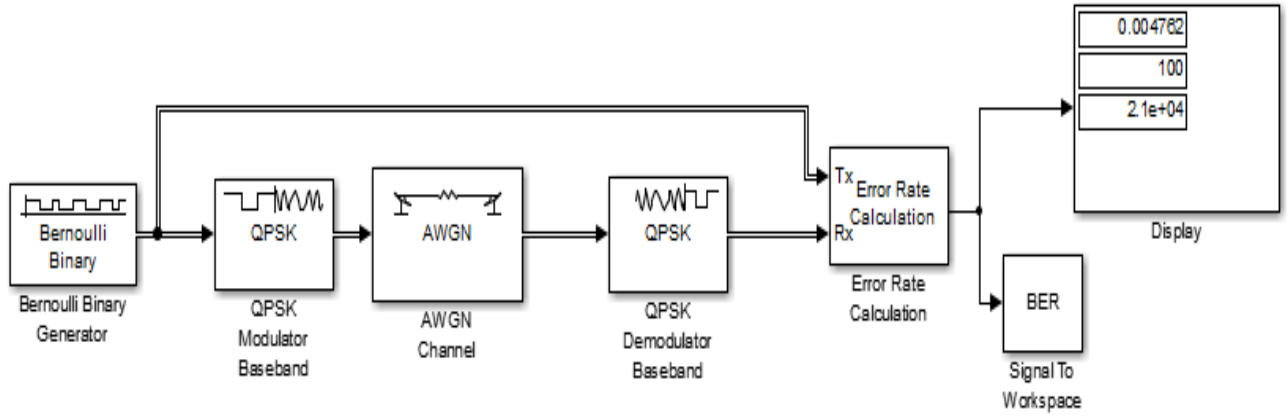 Bernoulli
Binary
Bernoulli Binary
Generator
QPSK
QPSK
Modulator
Baseband
AWGN
AWGN
Channel
QPSK
QPSK
Demodulator
Baseband
Tx
Rx
Error Rate
Calculation
Error Rate
Calculation
0.004762
100
2.1e+04
Display
BER
Signal To
Workspace